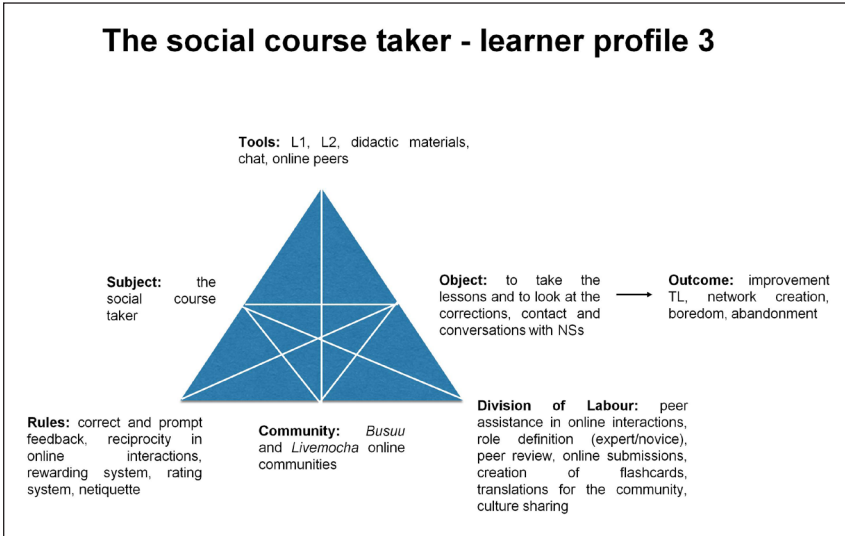 The social course taker - learner profile 3
Tools: L1, L2, didactic materials,
chat, online peers
Subject: the
social course
taker
Object: to take the
lessons and to look at the
corrections, contact and
conversations with NSs
Outcome: improvement
TL, network creation,
boredom, abandonment
Rules: correct and prompt
feedback, reciprocity in
online interactions,
rewarding system, rating
system, netiquette
Community: Busuu
and Livemocha online
communities
Division of Labour: peer
assistance in online interactions,
role definition (expert/novice),
peer review, online submissions,
creation of flashcards,
translations for the community,
culture sharing